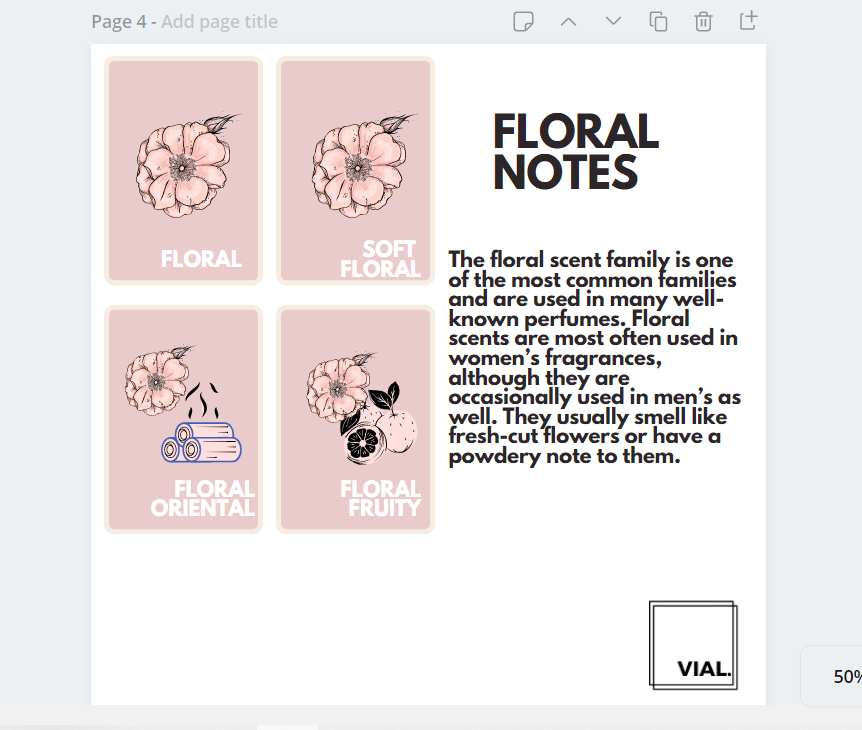 Page 4 - Add page title
FLORAL
SOFT
FLORAL
FLORAL
ORIENTAL
FLORAL
FRUITY
FLORAL
NOTES
The floral scent family is one
of the most common families
and are used in many well-
known perfumes. Floral
scents are most often used in
women’s fragrances,
although they are
occasionally used in men’s as
well. They usually smell like
fresh-cut flowers or have a
powdery note to them.
VIAL.
50%